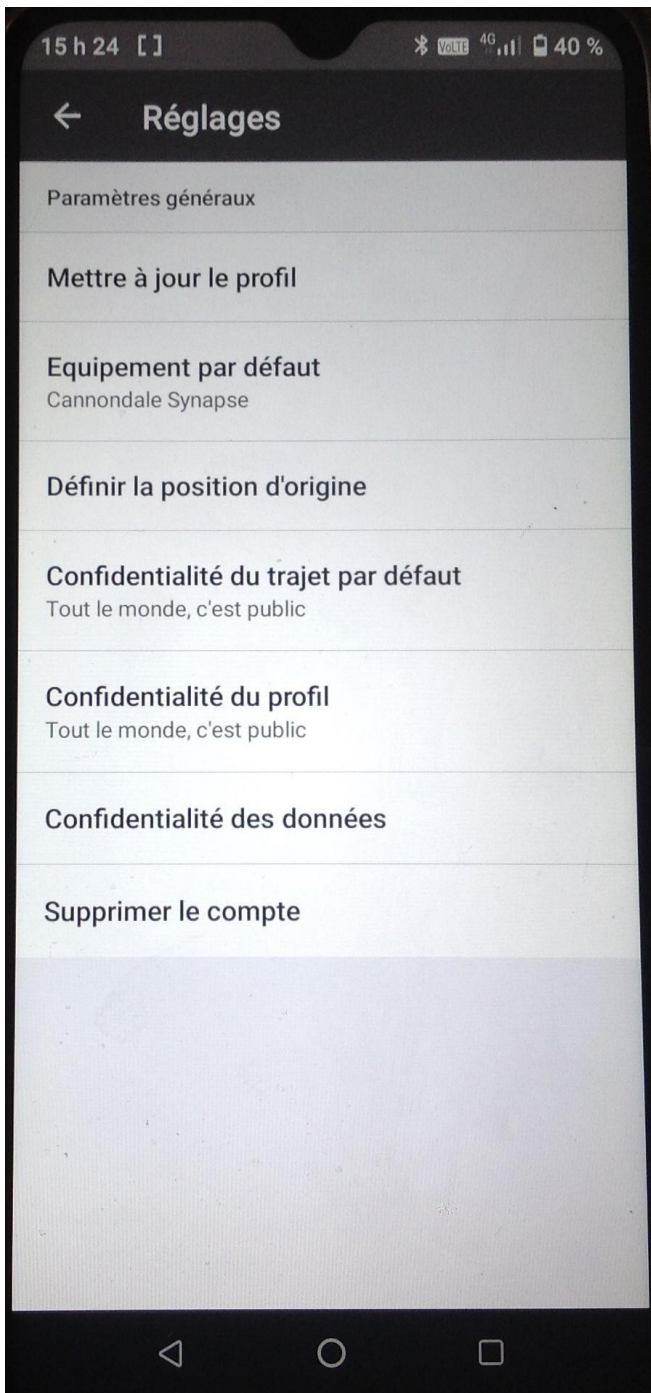 15 h 24 [ ] VoLTE 4G 40 %
Réglages
Paramètres généraux
Mettre à jour le profil
Equipement par défaut
Cannondale Synapse
Définir la position d'origine
Confidentialité du trajet par défaut
Tout le monde, c'est public
Confidentialité du profil
Tout le monde, c'est public
Confidentialité des données
Supprimer le compte